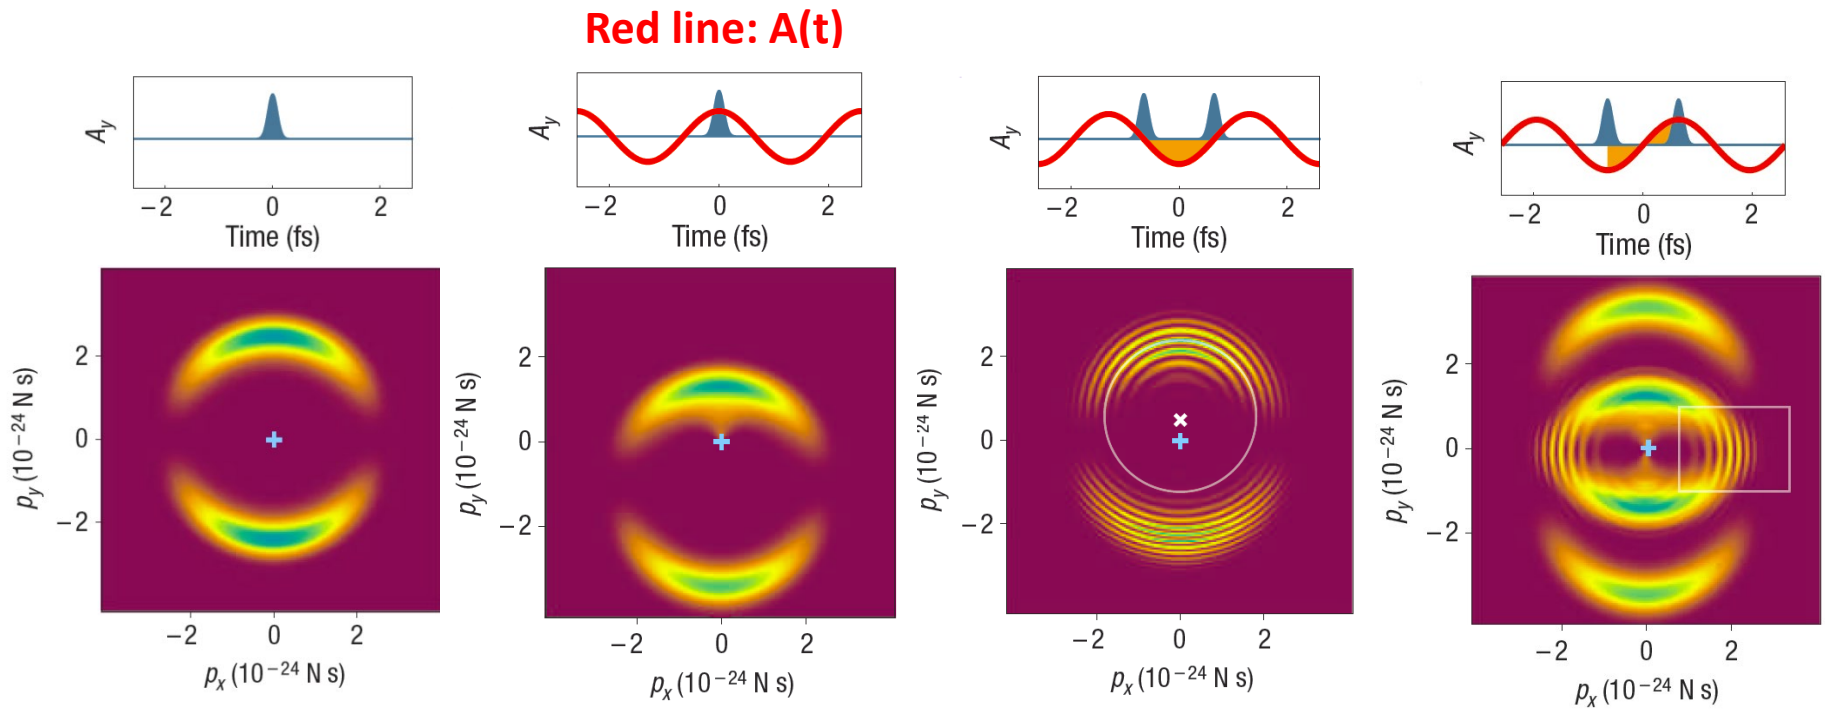 Red line: A(t)
A_y
−2 0 2
Time (fs)
A_y
−2 0 2
Time (fs)
A_y
−2 0 2
Time (fs)
A_y
−2 0 2
Time (fs)
p_y (10⁻²⁴ N s)
2
0
−2
−2 0 2
p_x (10⁻²⁴ N s)
p_y (10⁻²⁴ N s)
2
0
−2
−2 0 2
p_x (10⁻²⁴ N s)
p_y (10⁻²⁴ N s)
2
0
−2
−2 0 2
p_x (10⁻²⁴ N s)
p_y (10⁻²⁴ N s)
2
0
−2
−2 0 2
p_x (10⁻²⁴ N s)